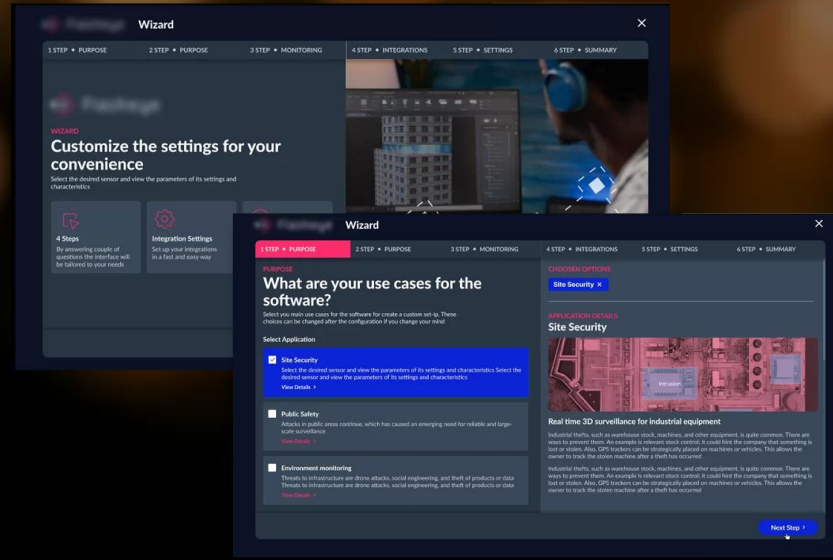 Wizard
1 STEP • PURPOSE
2 STEP • PURPOSE
3 STEP • MONITORING
4 STEP • INTEGRATIONS
5 STEP • SETTINGS
6 STEP • SUMMARY
WIZARD
Customize the settings for your
convenience
Select the desired sensor and view the parameters of its settings and
characteristics
4 Steps
By answering couple of
questions the interface will
be tailored to your needs
Integration Settings
Set up your integrations
in a fast and easy way
Wizard
1 STEP • PURPOSE
2 STEP • PURPOSE
3 STEP • MONITORING
4 STEP • INTEGRATIONS
5 STEP • SETTINGS
6 STEP • SUMMARY
PURPOSE
What are your use cases for the
software?
Select you main use cases for the software for create a custom set-ip. These
choices can be changed after the configuration if you change your mind
Select Application
Site Security
Select the desired sensor and view the parameters of its settings and characteristics Select the
desired sensor and view the parameters of its settings and characteristics
View Details >
Public Safety
Attacks in public areas continue, which has caused an emerging need for reliable and large-
scale surveillance
View Details >
Environment monitoring
Threats to infrastructure are drone attacks, social engineering, and theft of products or data
Threats to infrastructure are drone attacks, social engineering, and theft of products or data
View Details >
CHOOSEN OPTIONS
Site Security ×
APPLICATION DETAILS
Site Security
Intrusion
Real time 3D surveillance for industrial equipment
Industrial thefts, such as warehouse stock, machines, and other equipment, is quite common. There are
ways to prevent them. An example is relevant stock control; it could hint the company that something is
lost or stolen. Also, GPS trackers can be strategically placed on machines or vehicles. This allows the
owner to track the stolen machine after a theft has occurred
Industrial thefts, such as warehouse stock, machines, and other equipment, is quite common. There are
ways to prevent them. An example is relevant stock control; it could hint the company that something is
lost or stolen. Also, GPS trackers can be strategically placed on machines or vehicles. This allows the
owner to track the stolen machine after a theft has occurred
Next Step >